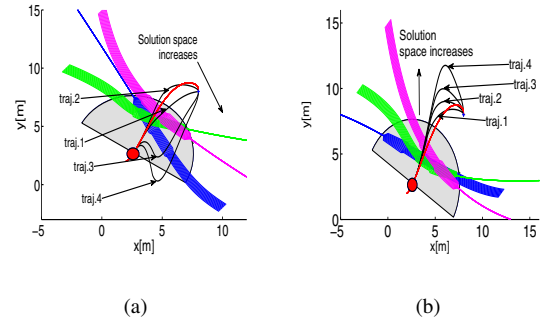 15
10
5
0
-5
0
5
10
y[m]
x[m]
Solution space
increases
traj.2
traj.1
traj.3
traj.4
(a)
15
10
5
0
-5
0
5
10
15
y[m]
x[m]
Solution
space increases
traj.4
traj.3
traj.2
traj.1
(b)